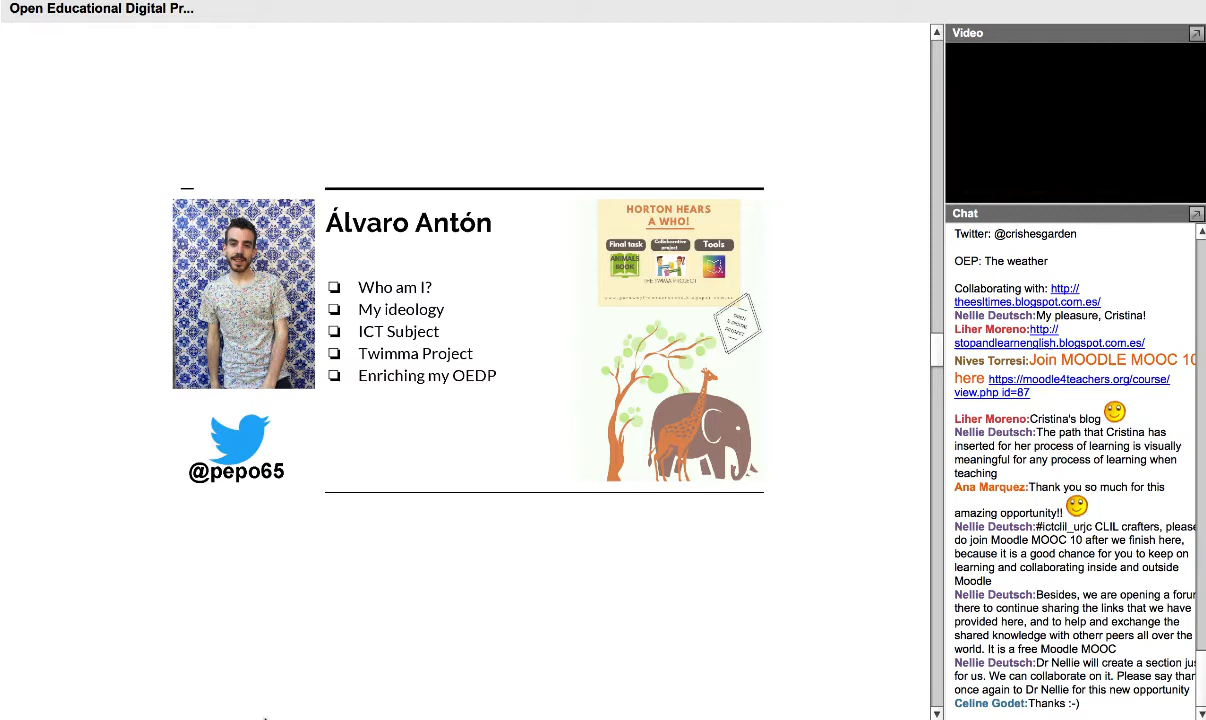 Open Educational Digital Pr...
Álvaro Antón
Who am I?
My ideology
ICT Subject
Twimma Project
Enriching my OEDP
@pepo65
HORTON HEARS
A WHO!
Final task
Collaborative
project
Tools
ANIMALS
BOOK
THE TWIMMA PROJECT
OPEN
PROJECT
Video
Chat
Twitter: @crishesgarden
OEP: The weather
Collaborating with: http://
theesltimes.blogspot.com.es/
Nellie Deutsch:My pleasure, Cristina!
Liher Moreno:http://
stopandlearnenglish.blogspot.com.es/
Nives Torresi:Join MOODLE MOOC 10
here https://moodle4teachers.org/course/
view.php id=87
Liher Moreno:Cristina's blog
Nellie Deutsch:The path that Cristina has
inserted for her process of learning is visually
meaningful for any process of learning when
teaching
Ana Marquez:Thank you so much for this
amazing opportunity!!
Nellie Deutsch:#ictclil_urjc CLIL crafters, please
do join Moodle MOOC 10 after we finish here,
because it is a good chance for you to keep on
learning and collaborating inside and outside
Moodle
Nellie Deutsch:Besides, we are opening a forum
there to continue sharing the links that we have
provided here, and to help and exchange the
shared knowledge with otherr peers all over the
world. It is a free Moodle MOOC
Nellie Deutsch:Dr Nellie will create a section jus
for us. We can collaborate on it. Please say than
once again to Dr Nellie for this new opportunity
Celine Godet:Thanks :-)